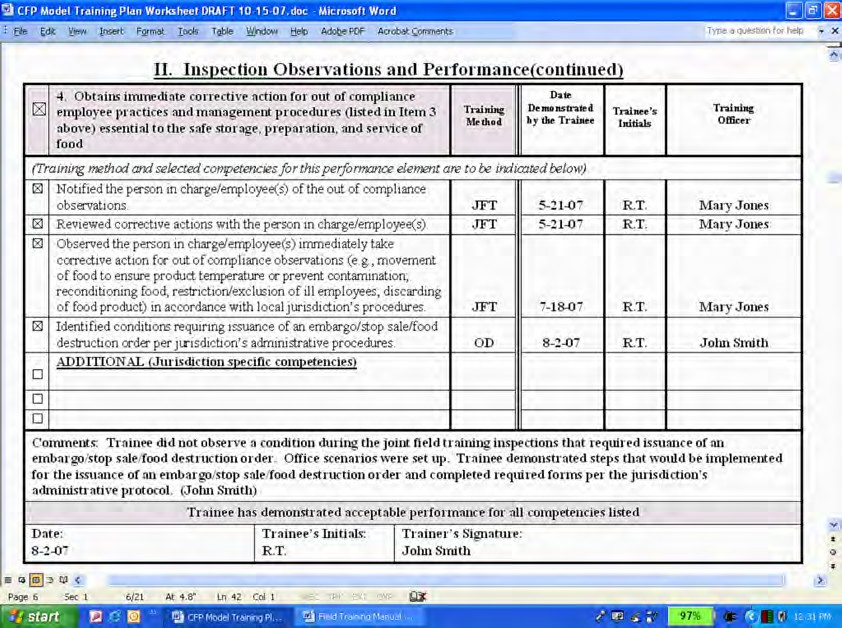 CFP Model Training Plan Worksheet DRAFT 10-15-07.doc - Microsoft Word
File Edit View Insert Format Tools Table Window Help Adobe PDF Acrobat Comments Type a question for help
II. Inspection Observations and Performance(continued)
4. Obtains immediate corrective action for out of compliance
employee practices and management procedures (listed in Item 3
above) essential to the safe storage, preparation, and service of
food
Training
Method
Date
Demonstrated
by the Trainee
Trainee's
Initials
Training
Officer
(Training method and selected competencies for this performance element are to be indicated below)
Notified the person in charge/employee(s) of the out of compliance
observations. JFT 5-21-07 R.T. Mary Jones
Reviewed corrective actions with the person in charge/employee(s) JFT 5-21-07 R.T. Mary Jones
Observed the person in charge/employee(s) immediately take
corrective action for out of compliance observations (e.g., movement
of food to ensure product temperature or prevent contamination;
reconditioning food, restriction/exclusion of ill employees, discarding
of food product) in accordance with local jurisdiction's procedures. JFT 7-18-07 R.T. Mary Jones
Identified conditions requiring issuance of an embargo/stop sale/food
destruction order per jurisdiction's administrative procedures. OD 8-2-07 R.T. John Smith
ADDITIONAL (Jurisdiction specific competencies)
Comments: Trainee did not observe a condition during the joint field training inspections that required issuance of an
embargo/stop sale/food destruction order. Office scenarios were set up. Trainee demonstrated steps that would be implemented
for the issuance of an embargo/stop sale/food destruction order and completed required forms per the jurisdiction's
administrative protocol. (John Smith)
Trainee has demonstrated acceptable performance for all competencies listed
Date: Trainee's Initials: Trainer's Signature:
8-2-07 R.T. John Smith
Page 6 Sec 1 6/21 At 4.8" Ln 42 Col 1 REC TRK EXT OVR
start CFP Model Training Pl... Field Training Manual ... 97% 12:31 PM